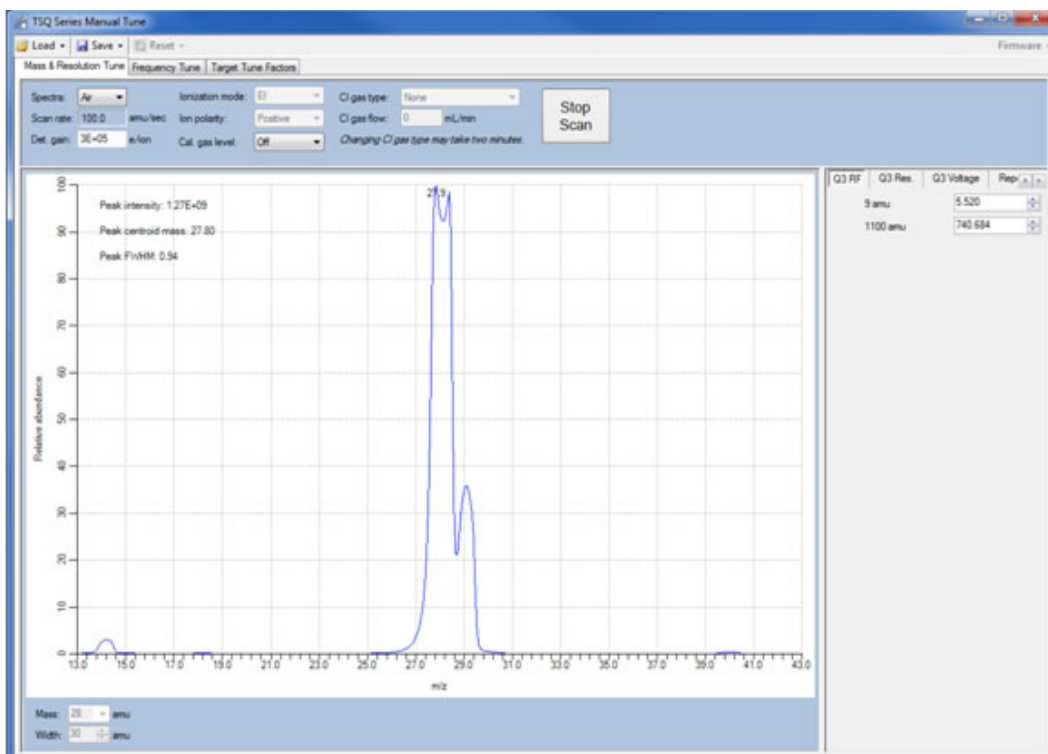 TSQ Series Manual Tune
Load Save Reset Firmware
Mass & Resolution Tune Frequency Tune Target Tune Factors
Spectra: Air Ionization mode: EI CI gas type: None
Scan rate: 100.0 amu/sec Ion polarity: Positive CI gas flow: 0 mL/min
Det. gain: 3E+05 e/ion Cal. gas level: Off Changing CI gas type may take two minutes.
Stop
Scan
Q3 RF Q3 Res. Q3 Voltage
9 amu 5.520
1100 amu 740.684
Peak intensity: 1.27E+09
Peak centroid mass: 27.80
Peak FWHM: 0.94
Relative abundance
100
90
80
70
60
50
40
30
20
10
0
13.0 15.0 17.0 19.0 21.0 23.0 25.0 27.0 29.0 31.0 33.0 35.0 37.0 39.0 41.0 43.0
m/z
Mass: 28 amu
Width: 30 amu